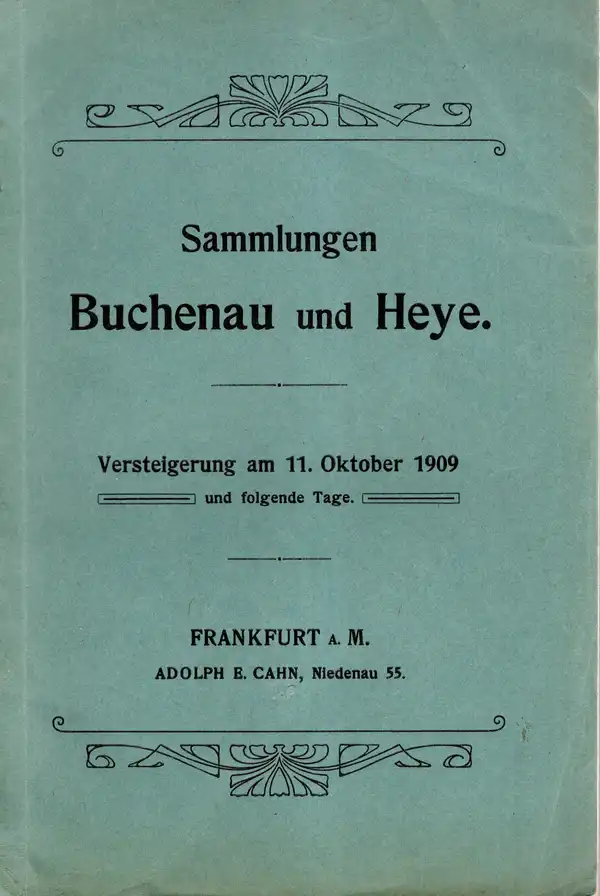 Sammlungen
Buchenau und Heye.
Versteigerung am 11. Oktober 1909
und folgende Tage.
FRANKFURT A. M.
ADOLPH E. CAHN, Niedenau 55.